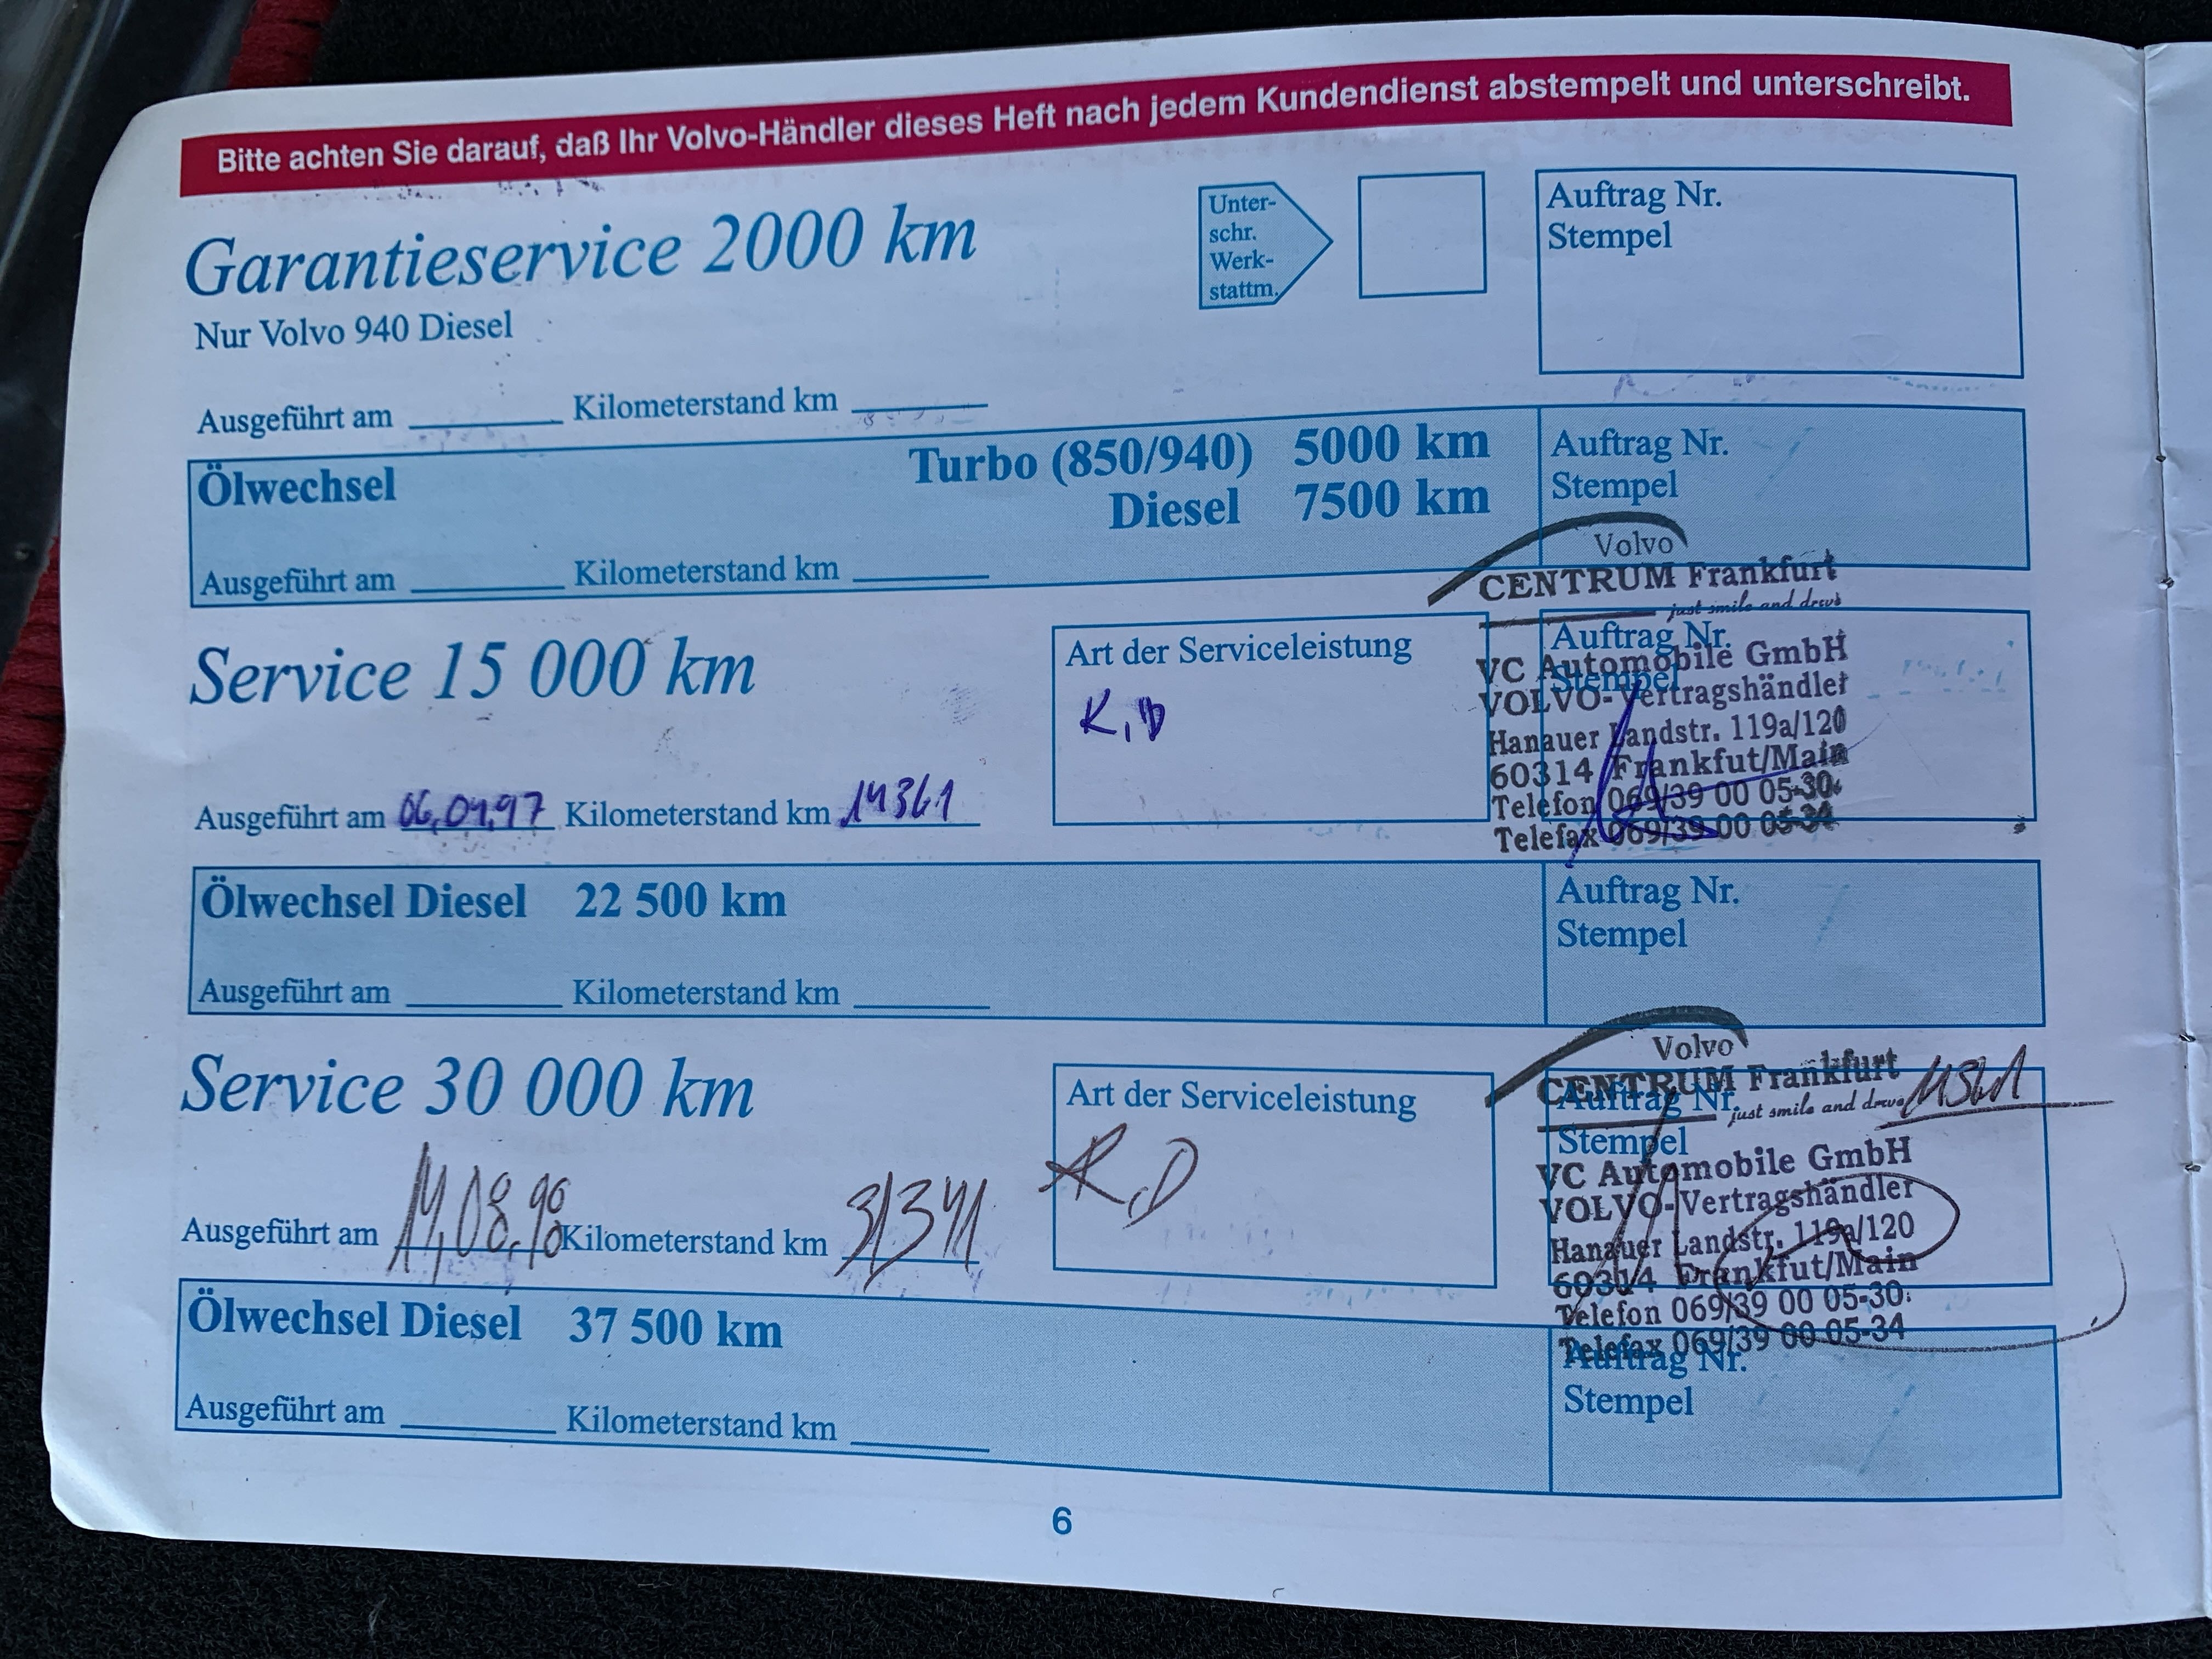 Bitte achten Sie darauf, daß Ihr Volvo-Händler dieses Heft nach jedem Kundendienst abstempelt und unterschreibt.
Garantieservice 2000 km
Nur Volvo 940 Diesel
Unter-
schr.
Werk-
stattm.
Auftrag Nr.
Stempel
Ausgeführt am Kilometerstand km
Ölwechsel
Turbo (850/940) 5000 km
Diesel 7500 km
Auftrag Nr.
Stempel
Ausgeführt am Kilometerstand km
Volvo
CENTRUM Frankfurt
just smile and drive
Service 15 000 km
Art der Serviceleistung
K,D
Auftrag Nr.
Stempel
VC Automobile GmbH
VOLVO-Vertragshändler
Hanauer Landstr. 119a/120
60314 Frankfut/Main
Telefon 069/39 00 05-30
Telefax 069/39 00 05-34
Ausgeführt am Kilometerstand km 14361
Ölwechsel Diesel 22 500 km
Auftrag Nr.
Stempel
Ausgeführt am Kilometerstand km
Volvo
CENTRUM Frankfurt
just smile and drive
Service 30 000 km
Art der Serviceleistung
K,D
Auftrag Nr.
Stempel
VC Automobile GmbH
VOLVO-Vertragshändler
Hanauer Landstr. 119a/120
60314 Frankfut/Main
Telefon 069/39 00 05-30
Telefax 069/39 00 05-34
Ausgeführt am Kilometerstand km 31341
Ölwechsel Diesel 37 500 km
Auftrag Nr.
Stempel
Ausgeführt am Kilometerstand km
6